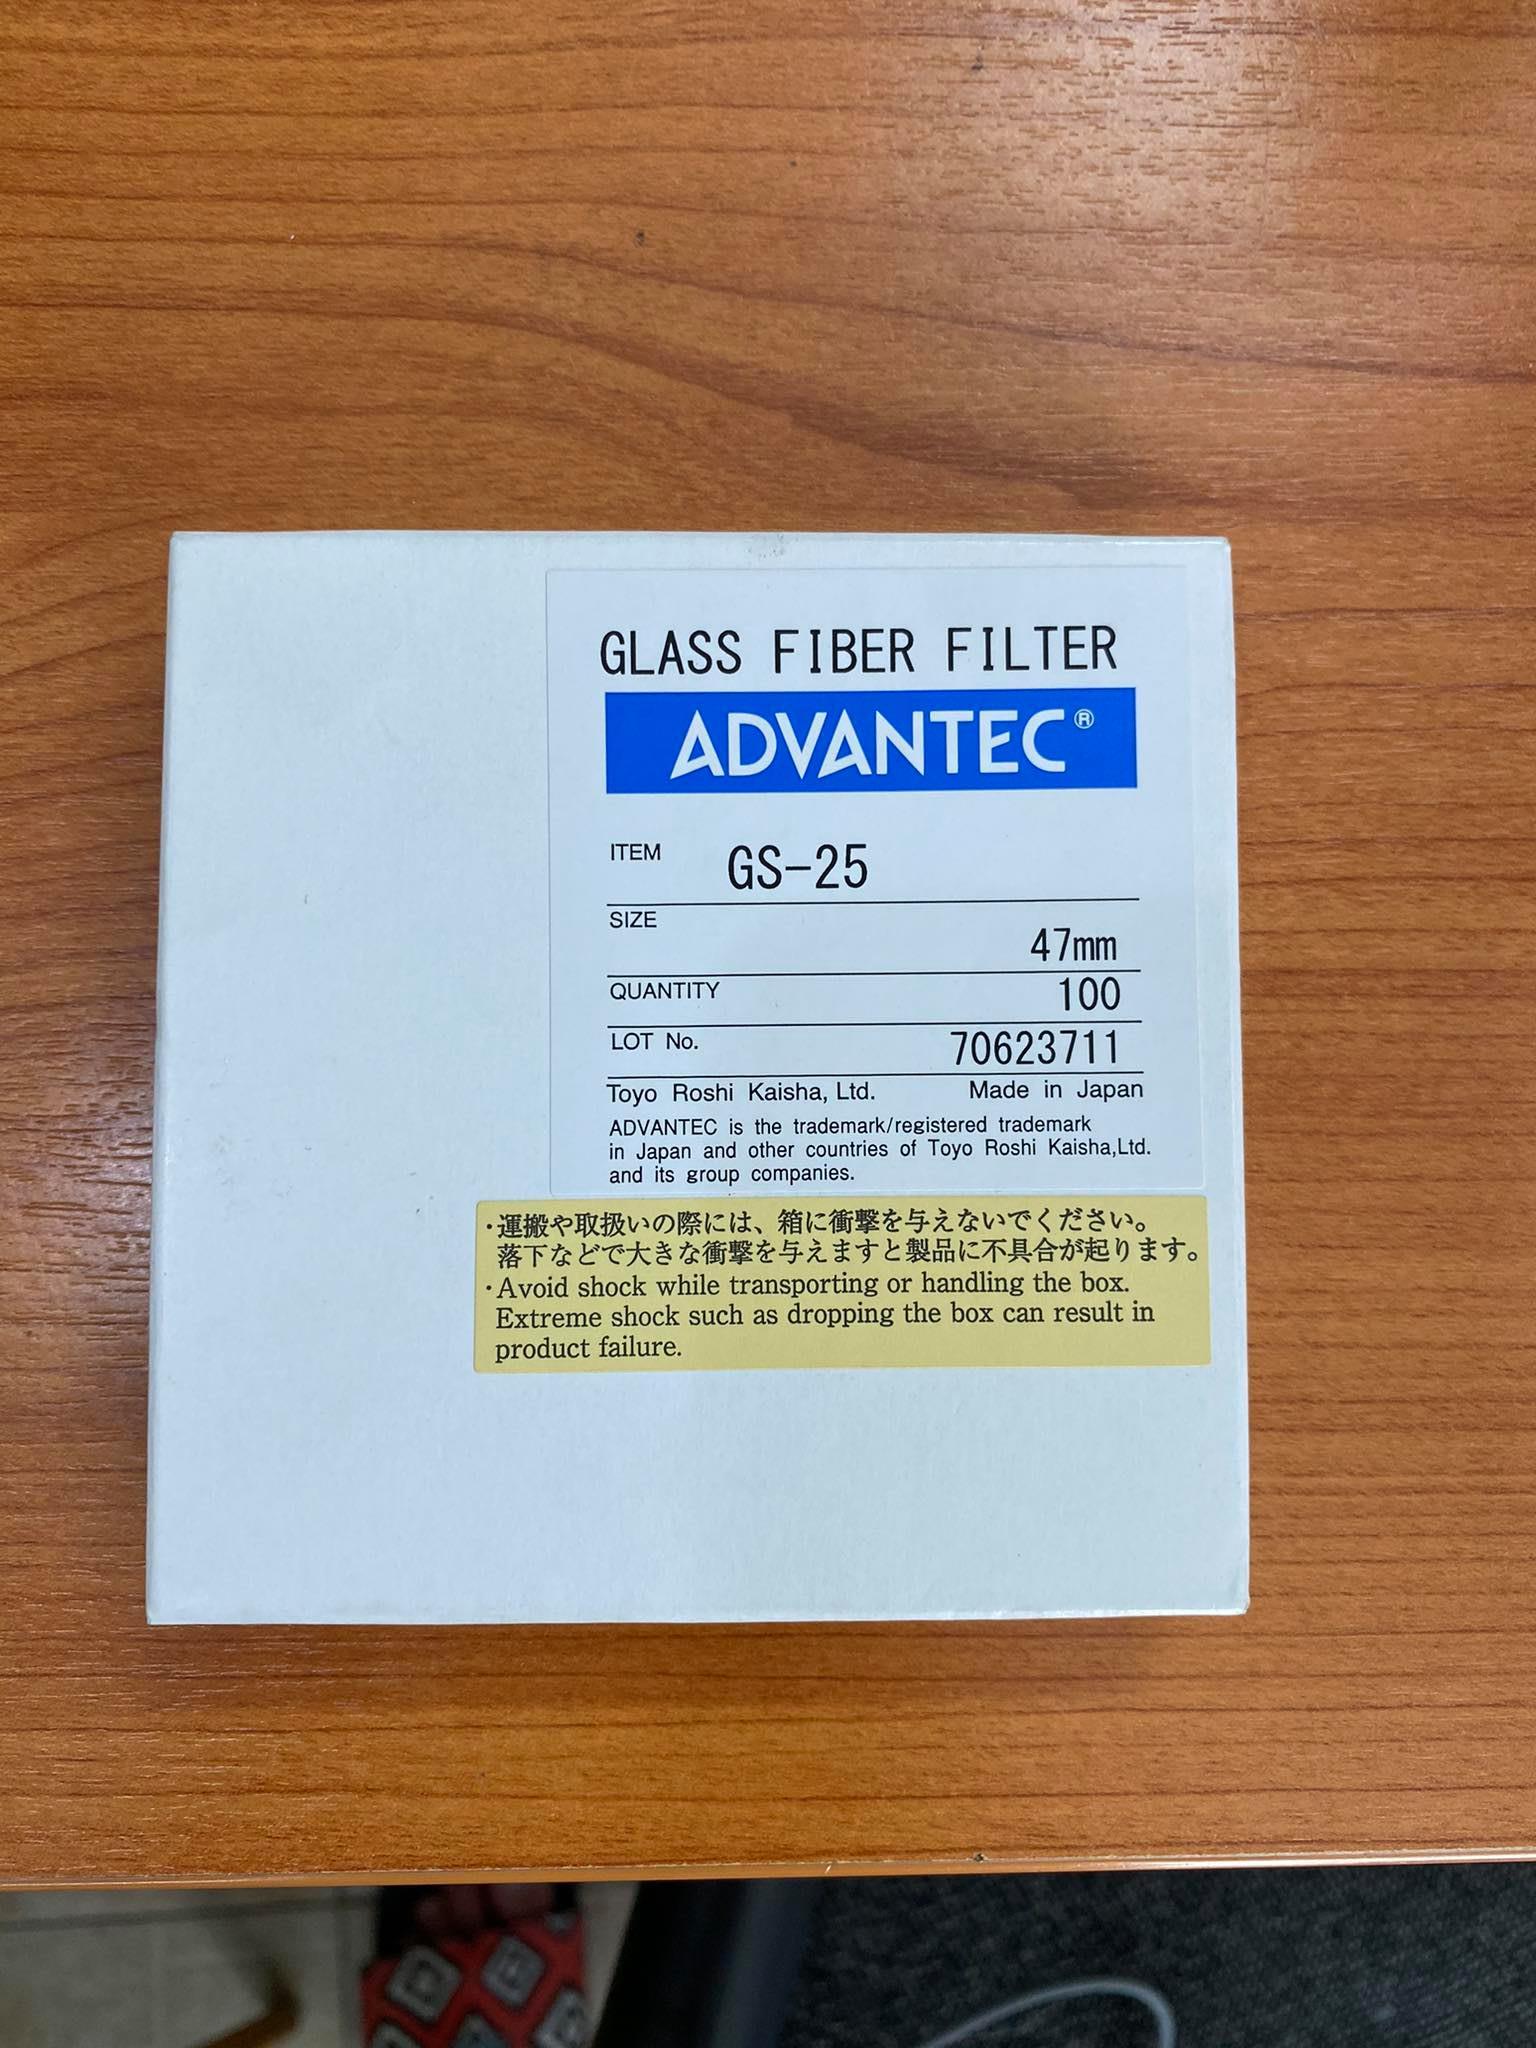 GLASS FIBER FILTER
ADVANTEC®
ITEM GS-25
SIZE 47mm
QUANTITY 100
LOT No. 70623711
Toyo Roshi Kaisha, Ltd. Made in Japan
ADVANTEC is the trademark/registered trademark
in Japan and other countries of Toyo Roshi Kaisha,Ltd.
and its group companies.
・運搬や取扱いの際には、箱に衝撃を与えないでください。
落下などで大きな衝撃を与えますと製品に不具合が起ります。
・Avoid shock while transporting or handling the box.
Extreme shock such as dropping the box can result in
product failure.